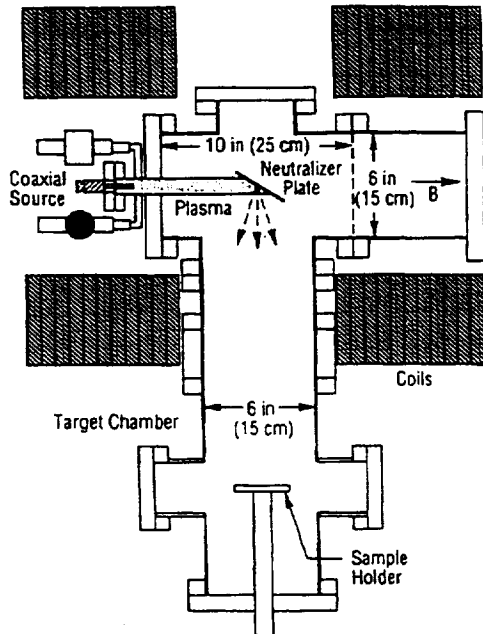 10 in (25 cm)
Neutralizer
Plate
Coaxial
Source
Plasma
6 in
(15 cm)
B
Coils
Target Chamber
6 in
(15 cm)
Sample
Holder